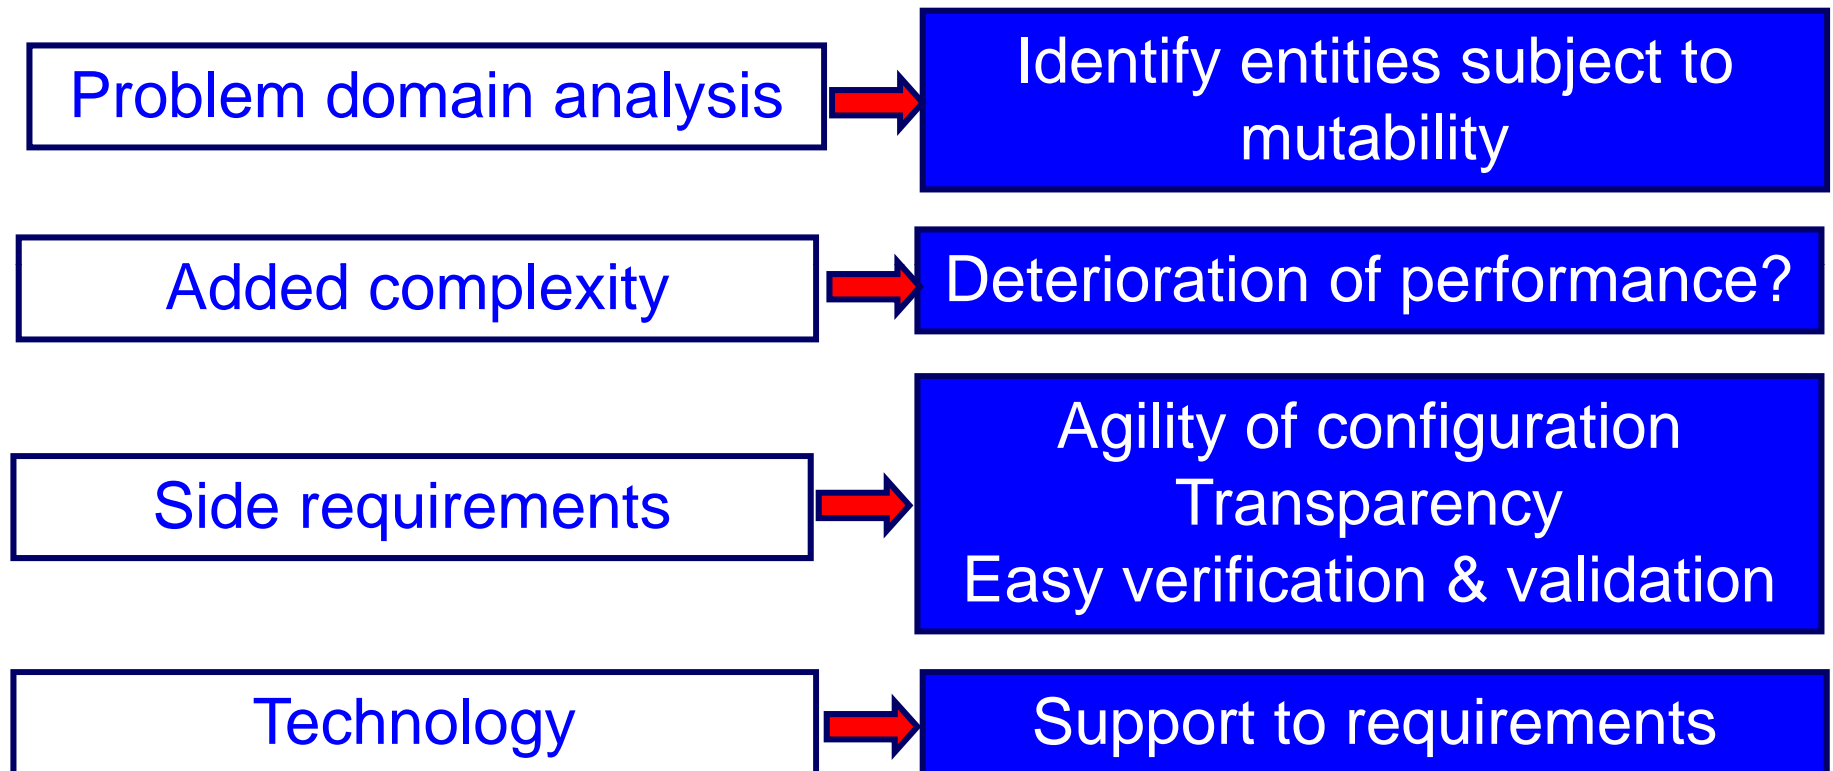 Problem domain analysis
Identify entities subject to
mutability
Added complexity
Deterioration of performance?
Side requirements
Agility of configuration
Transparency
Easy verification & validation
Technology
Support to requirements